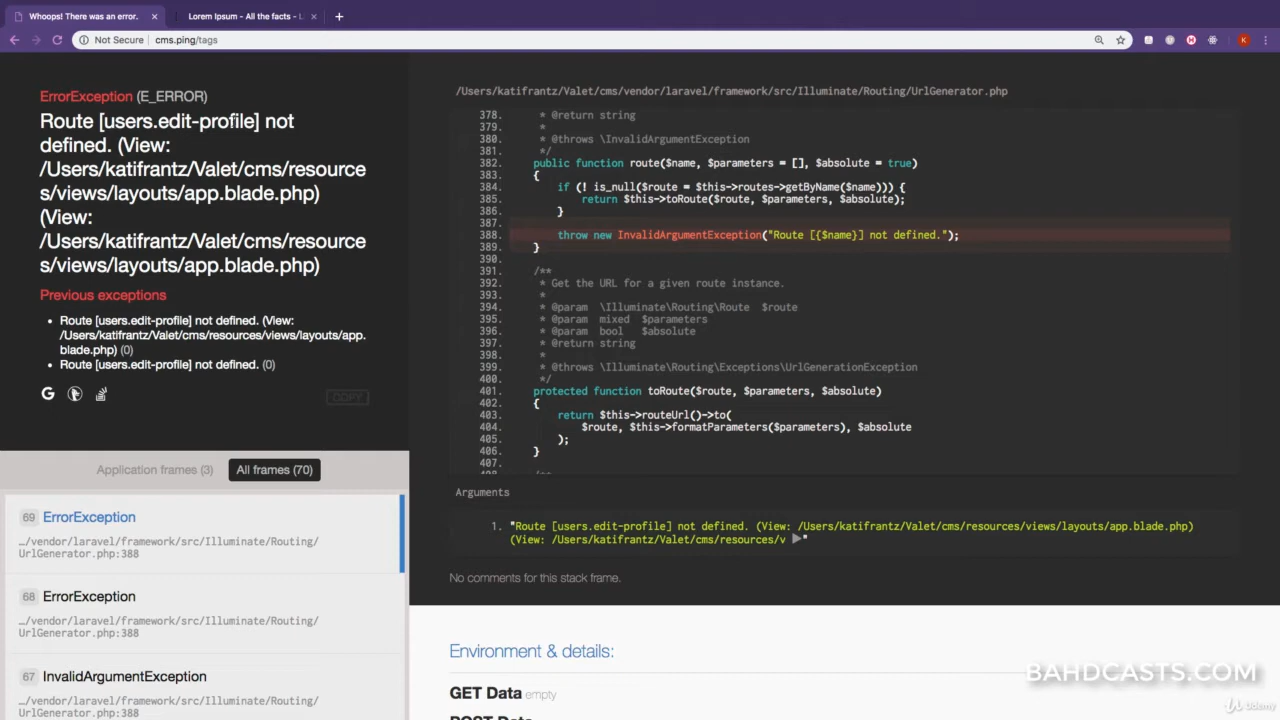 Whoops! There was an error.
Lorem Ipsum - All the facts - L
Not Secure
cms.ping/tags
K
ErrorException (E_ERROR)
Route [users.edit-profile] not
defined. (View:
/Users/katifrantz/Valet/cms/resource
s/views/layouts/app.blade.php)
(View:
/Users/katifrantz/Valet/cms/resource
s/views/layouts/app.blade.php)
Previous exceptions
• Route [users.edit-profile] not defined. (View:
/Users/katifrantz/Valet/cms/resources/views/layouts/app.
blade.php) (0)
• Route [users.edit-profile] not defined. (0)
COPY
Application frames (3)
All frames (70)
69 ErrorException
…/vendor/laravel/framework/src/Illuminate/Routing/
UrlGenerator.php:388
68 ErrorException
…/vendor/laravel/framework/src/Illuminate/Routing/
UrlGenerator.php:388
67 InvalidArgumentException
…/vendor/laravel/framework/src/Illuminate/Routing/
UrlGenerator.php:388
/Users/katifrantz/Valet/cms/vendor/laravel/framework/src/Illuminate/Routing/UrlGenerator.php
378. * @return string
379. *
380. * @throws \InvalidArgumentException
381. */
382. public function route($name, $parameters = [], $absolute = true)
383. {
384. if (! is_null($route = $this->routes->getByName($name))) {
385. return $this->toRoute($route, $parameters, $absolute);
386. }
387.
388. throw new InvalidArgumentException("Route [{$name}] not defined.");
389. }
390.
391. /**
392. * Get the URL for a given route instance.
393. *
394. * @param \Illuminate\Routing\Route $route
395. * @param mixed $parameters
396. * @param bool $absolute
397. * @return string
398. *
399. * @throws \Illuminate\Routing\Exceptions\UrlGenerationException
400. */
401. protected function toRoute($route, $parameters, $absolute)
402. {
403. return $this->routeUrl()->to(
404. $route, $this->formatParameters($parameters), $absolute
405. );
406. }
407.
Arguments
1. "Route [users.edit-profile] not defined. (View: /Users/katifrantz/Valet/cms/resources/views/layouts/app.blade.php)
(View: /Users/katifrantz/Valet/cms/resources/v ▶"
No comments for this stack frame.
Environment & details:
GET Data empty
POST Data
BAHDCASTS.COM
Udemy